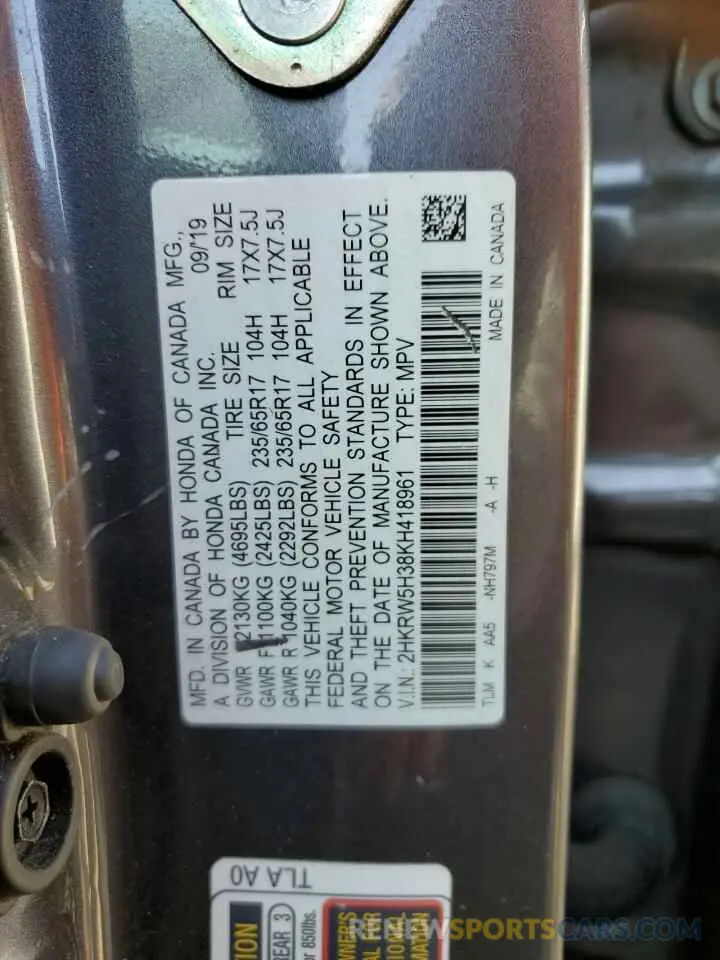 MFD. IN CANADA BY HONDA OF CANADA MFG.,
A DIVISION OF HONDA CANADA INC. 09/19
GVWR 2130KG (4695LBS) TIRE SIZE RIM SIZE
GAWR F 1100KG (2425LBS) 235/65R17 104H 17X7.5J
GAWR R 1040KG (2292LBS) 235/65R17 104H 17X7.5J
THIS VEHICLE CONFORMS TO ALL APPLICABLE
FEDERAL MOTOR VEHICLE SAFETY
AND THEFT PREVENTION STANDARDS IN EFFECT
ON THE DATE OF MANUFACTURE SHOWN ABOVE.
V.I.N.: 2HKRW5H38KH418961 TYPE: MPV
K AA5 -NH797M -A -H MADE IN CANADA
TLA A0
REAR 3
850lbs.
RENEWSPORTSCARS.COM